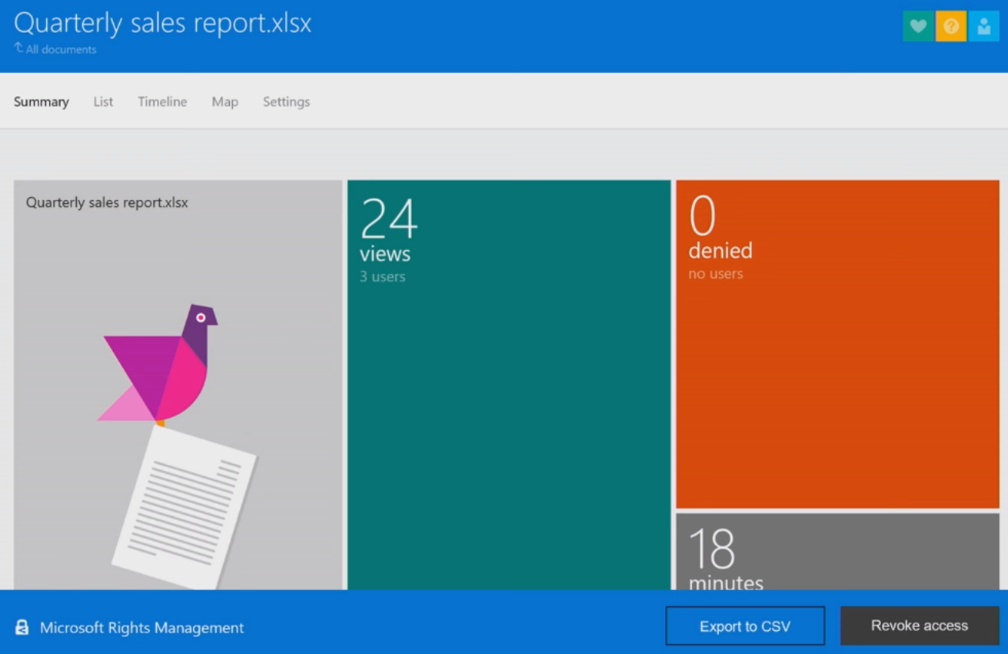 Quarterly sales report.xlsx
All documents
Summary List Timeline Map Settings
Quarterly sales report.xlsx
24
views
3 users
0
denied
no users
18
minutes
Microsoft Rights Management
Export to CSV
Revoke access